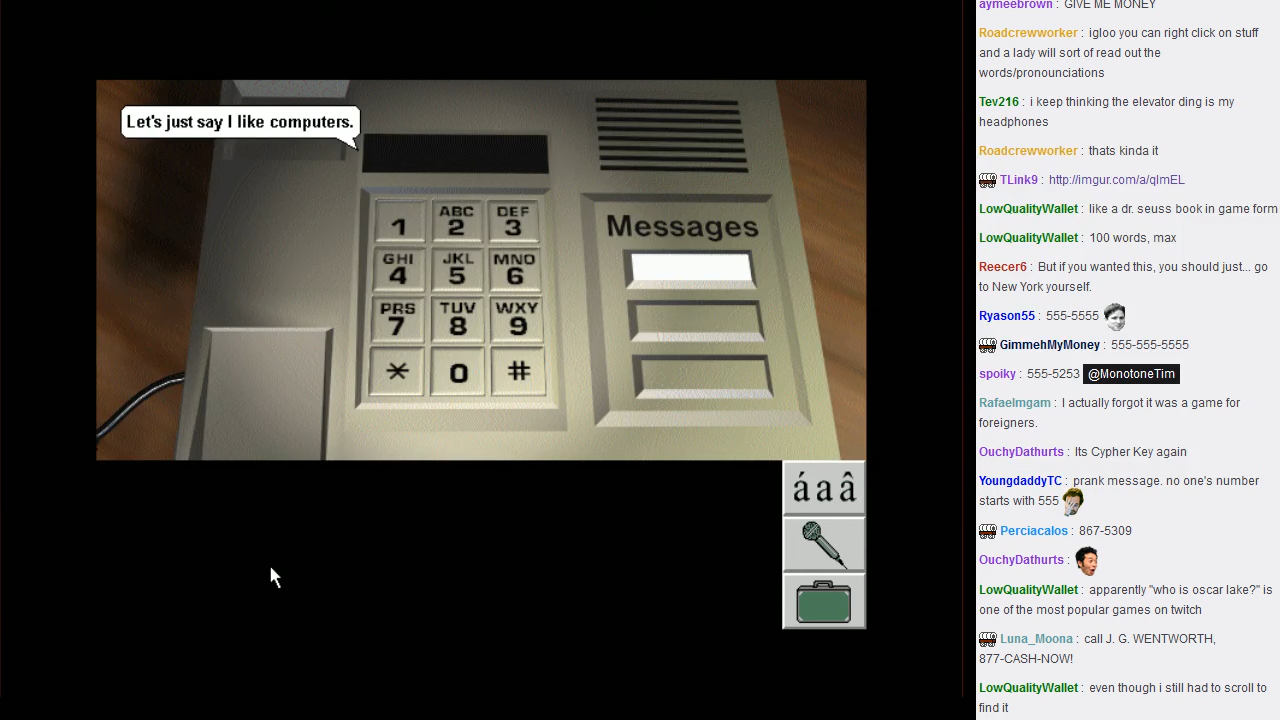 Let's just say I like computers.
1
ABC
2
DEF
3
GHI
4
JKL
5
MNO
6
PRS
7
TUV
8
WXY
9
*
0
#
Messages
á a â
aymeebrown : GIVE ME MONEY
Roadcrewworker : igloo you can right click on stuff
and a lady will sort of read out the
words/pronounciations
Tev216 : i keep thinking the elevator ding is my
headphones
Roadcrewworker : thats kinda it
TLink9 : http://imgur.com/a/qlmEL
LowQualityWallet : like a dr. seiss book in game form
LowQualityWallet : 100 words, max
Reecer6 : But if you wanted this, you should just... go
to New York yourself.
Ryason55 : 555-5555
GimmehMyMoney : 555-555-5555
spoiky : 555-5253 @MonotoneTim
Rafaelmgam : I actually forgot it was a game for
foreigners.
OuchyDathurts : Its Cypher Key again
YoungdaddyTC : prank message. no one's number
starts with 555
Perciacalos : 867-5309
OuchyDathurts :
LowQualityWallet : apparently "who is oscar lake?" is
one of the most popular games on twitch
Luna_Moona : call J. G. WENTWORTH,
877-CASH-NOW!
LowQualityWallet : even though i still had to scroll to
find it